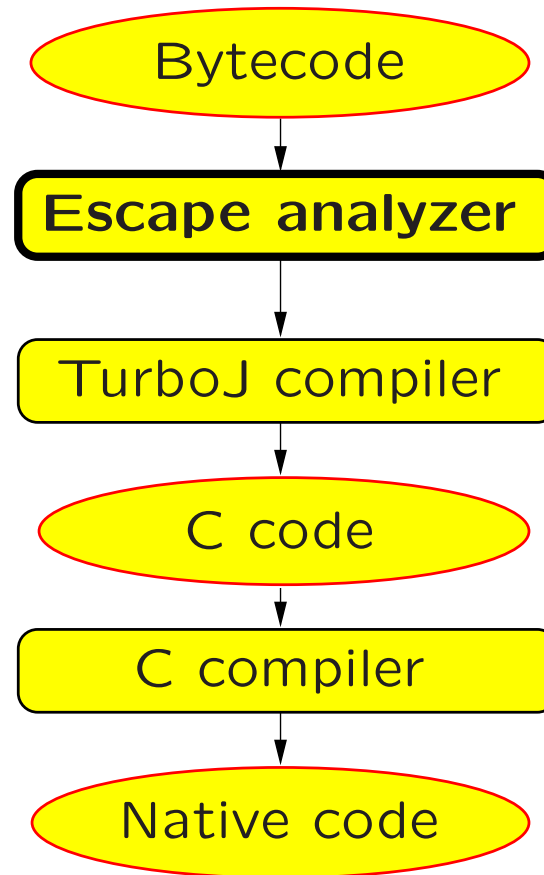 Bytecode
Escape analyzer
TurboJ compiler
C code
C compiler
Native code